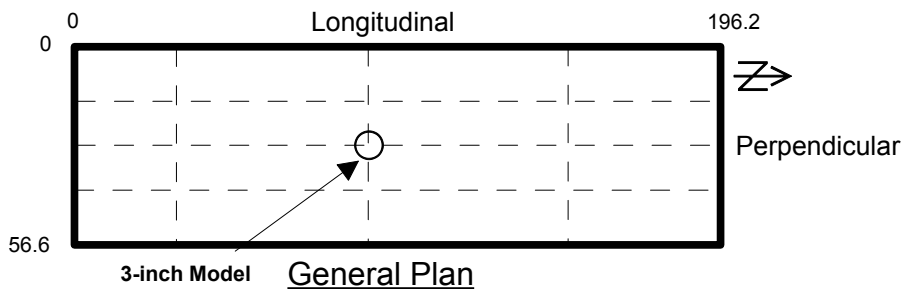 0 Longitudinal 196.2
0
Z
Perpendicular
56.6
3-inch Model General Plan